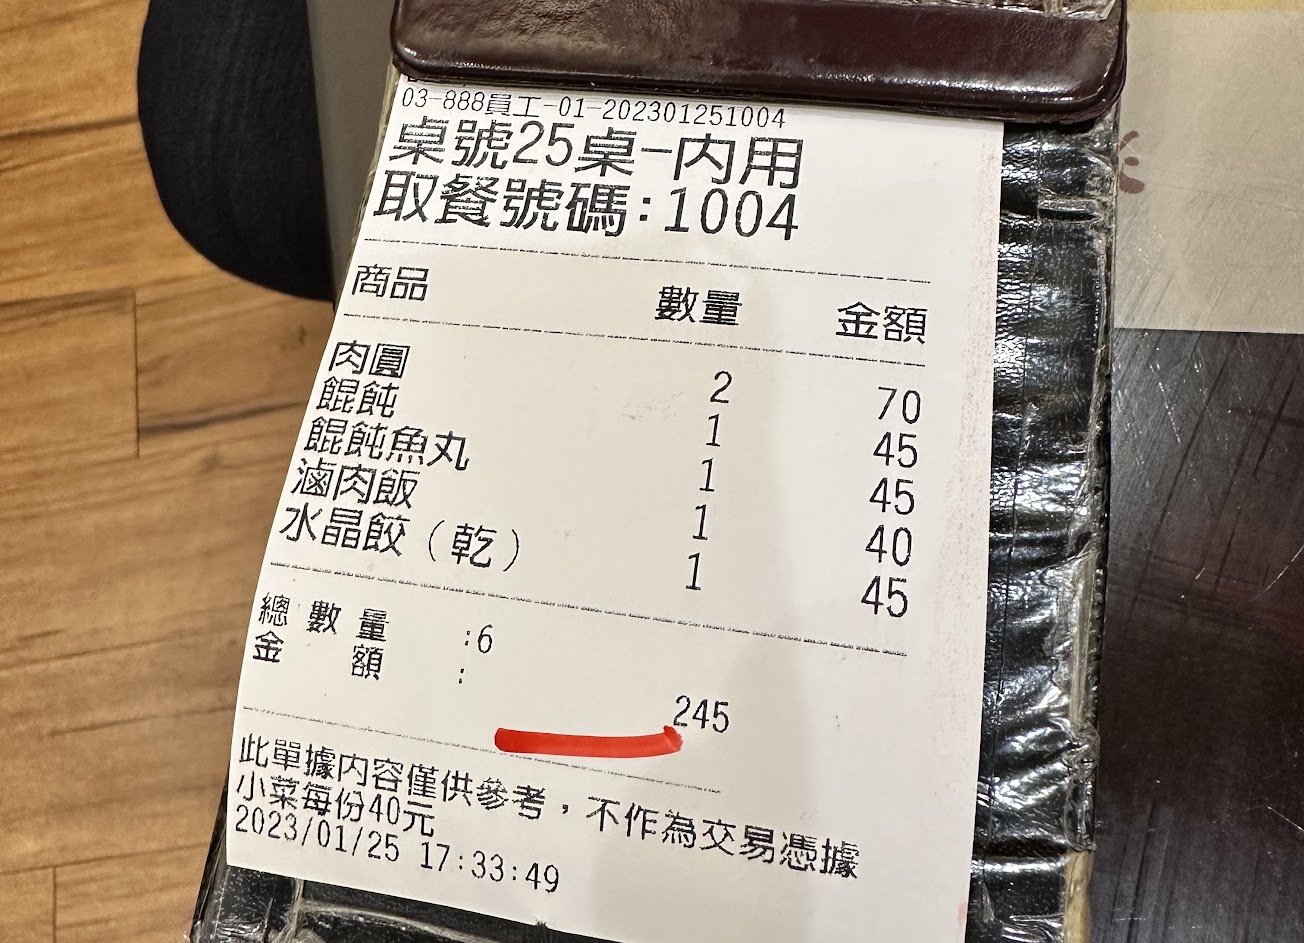 03-888員工-01-202301251004
桌號25桌-內用
取餐號碼:1004
商品 數量 金額
肉圓 2 70
餛飩 1 45
餛飩魚丸 1 45
滷肉飯 1 40
水晶餃(乾) 1 45
總數量:6
金額:
245
此單據內容僅供參考,不作為交易憑據
小菜每份40元
2023/01/25 17:33:49